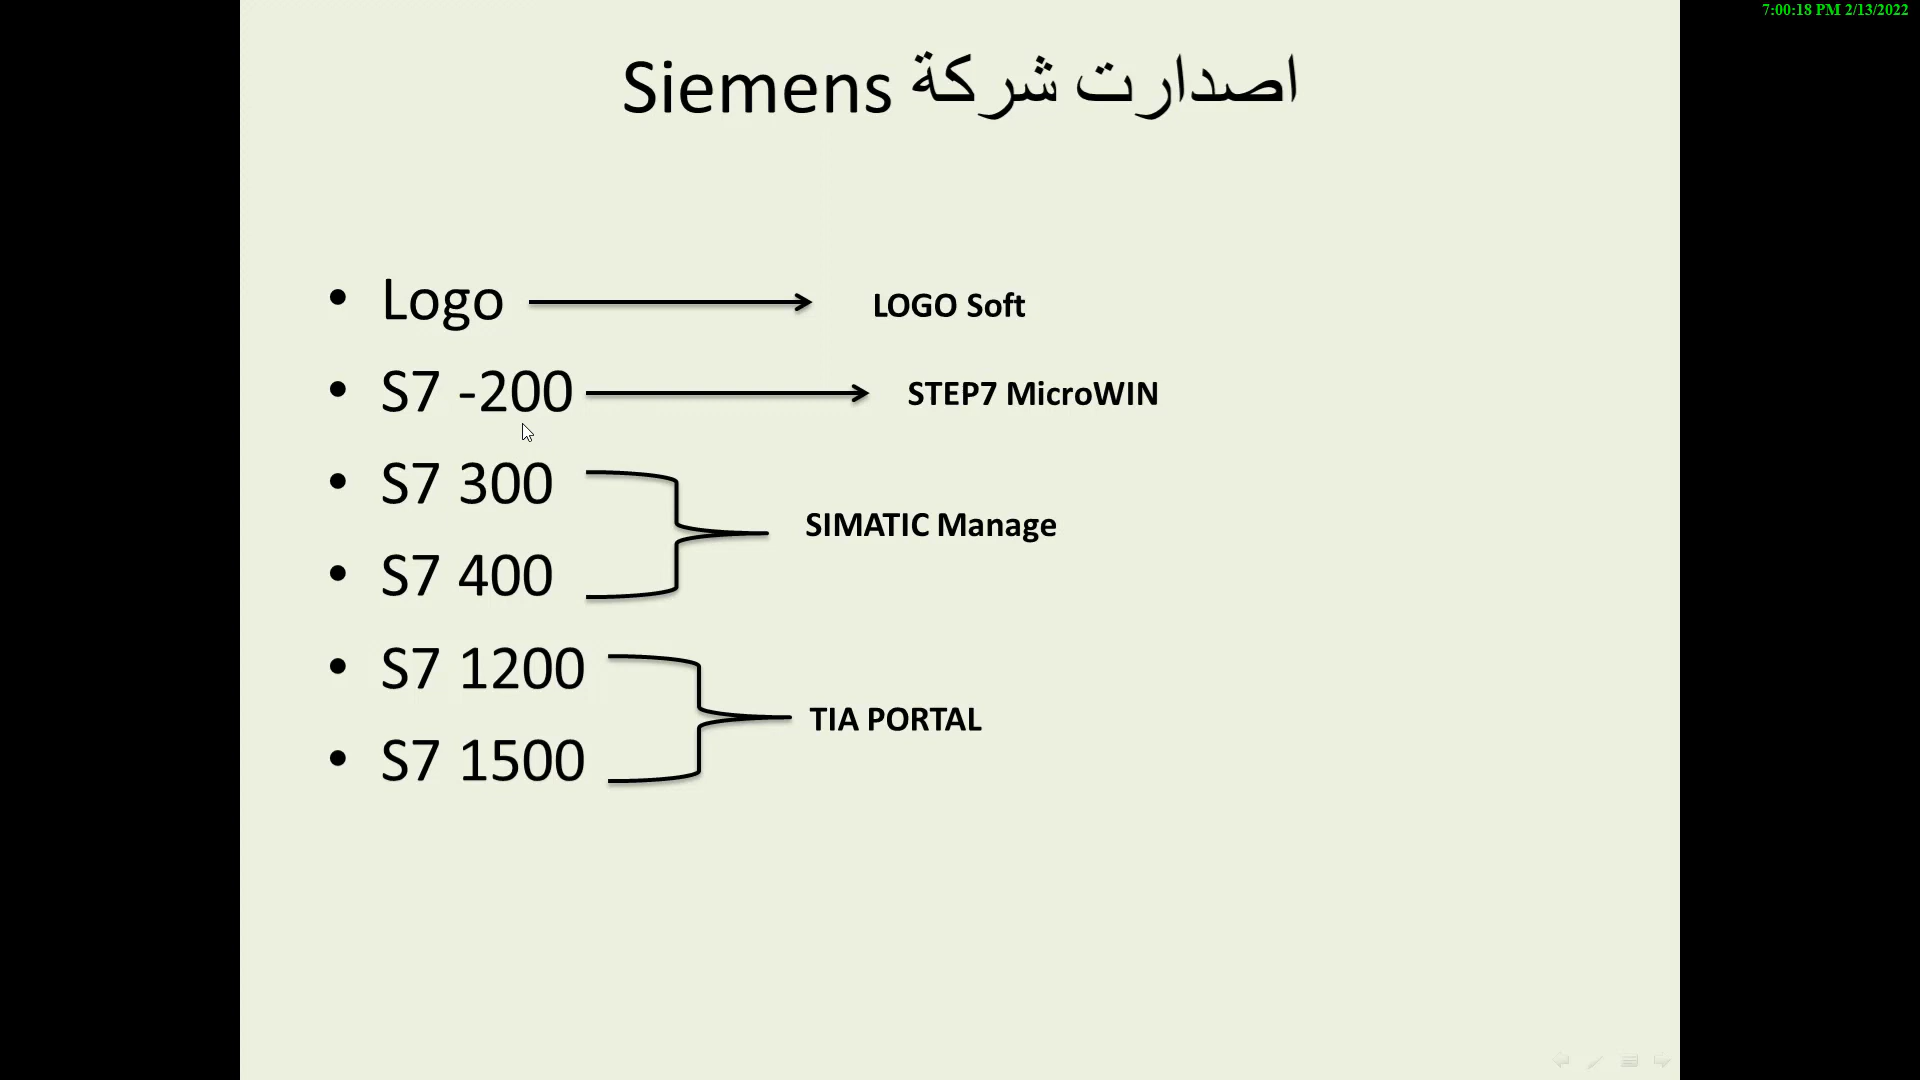 7:00:18 PM 2/13/2022
اصدارت شركة Siemens
• Logo LOGO Soft
• S7 -200 STEP7 MicroWIN
• S7 300
SIMATIC Manage
• S7 400
• S7 1200
TIA PORTAL
• S7 1500